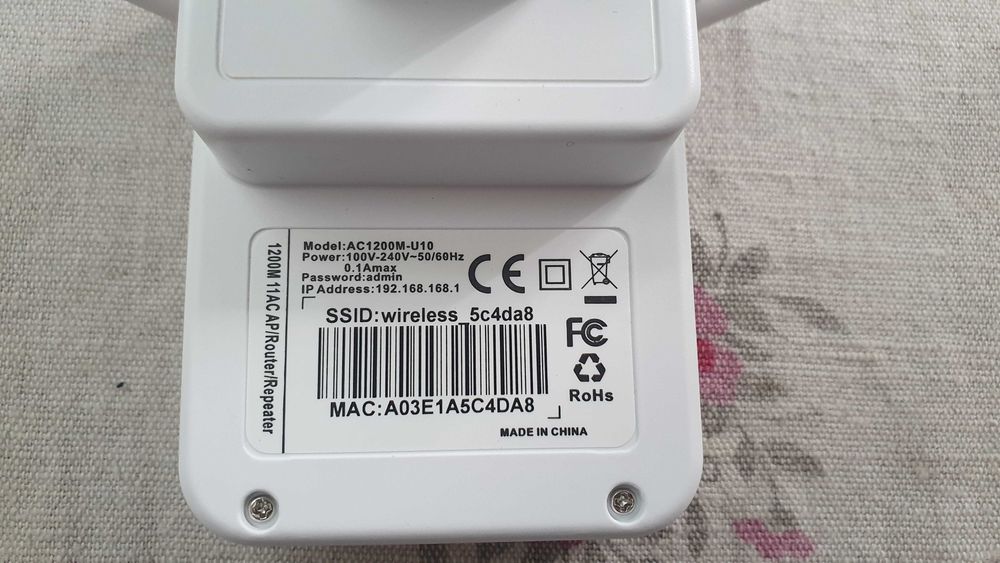 1200M 11AC AP/Router/Repeater
Model:AC1200M-U10
Power:100V-240V~50/60Hz
0.1Amax
Password:admin
IP Address:192.168.168.1
CE
SSID:wireless_5c4da8
FC
MAC:A03E1A5C4DA8
RoHs
MADE IN CHINA